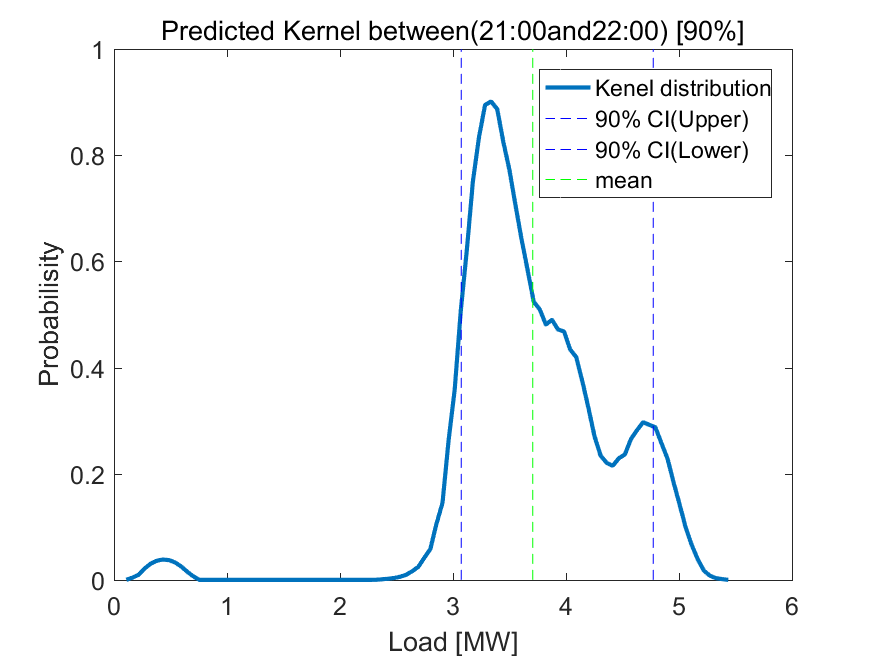 Predicted Kernel between(21:00and22:00) [90%]
1
0.8
0.6
0.4
0.2
0
Probabilisity
Kenel distribution
90% CI(Upper)
90% CI(Lower)
mean
0 1 2 3 4 5 6
Load [MW]